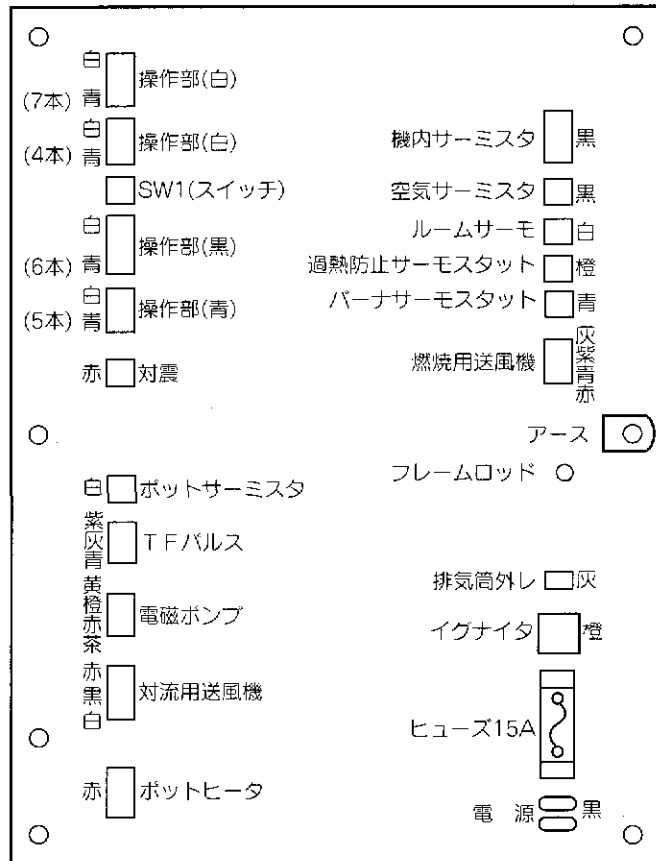 白
青
(7本)
操作部(白)
白
青
(4本)
操作部(白)
SW1(スイッチ)
白
青
(6本)
操作部(黒)
白
青
(5本)
操作部(青)
赤
対震
白
ポットサーミスタ
紫
灰
青
TFパルス
黄
橙
赤
茶
電磁ポンプ
赤
黒
白
対流用送風機
赤
ポットヒータ
機内サーミスタ
黒
空気サーミスタ
黒
ルームサーモ
白
過熱防止サーモスタット
橙
バーナサーモスタット
青
燃焼用送風機
灰
紫
青
赤
アース
フレームロッド
排気筒外レ
灰
イグナイタ
橙
ヒューズ15A
電 源
黒